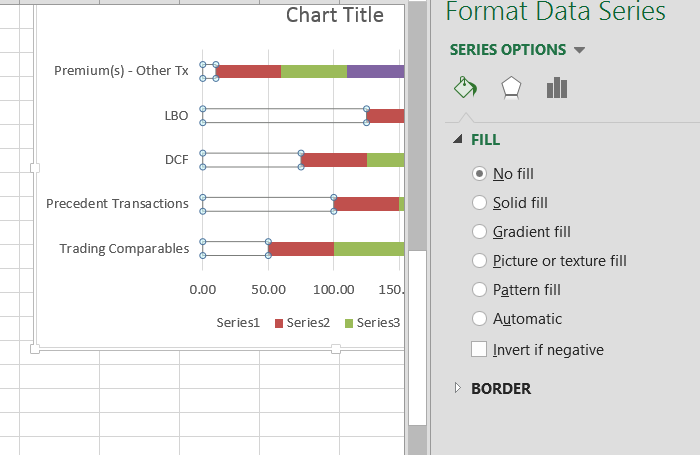 Chart Title
Premium(s) - Other Tx
LBO
DCF
Precedent Transactions
Trading Comparables
0.00 50.00 100.00 150.
Series1 Series2 Series3
Format Data Series
SERIES OPTIONS
FILL
No fill
Solid fill
Gradient fill
Picture or texture fill
Pattern fill
Automatic
Invert if negative
BORDER